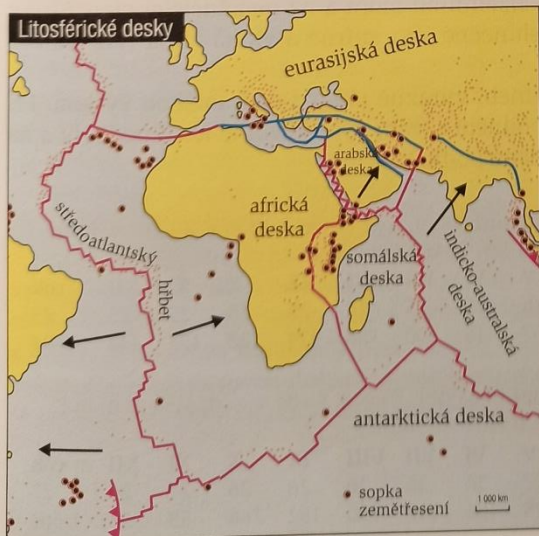 Litosférické desky
eurasijská deska
arabská
deska
africká
deska
středoatlantský
hřbet
somálská
deska
indicko-australská
deska
antarktická deska
sopka
zemětřesení
1 000 km